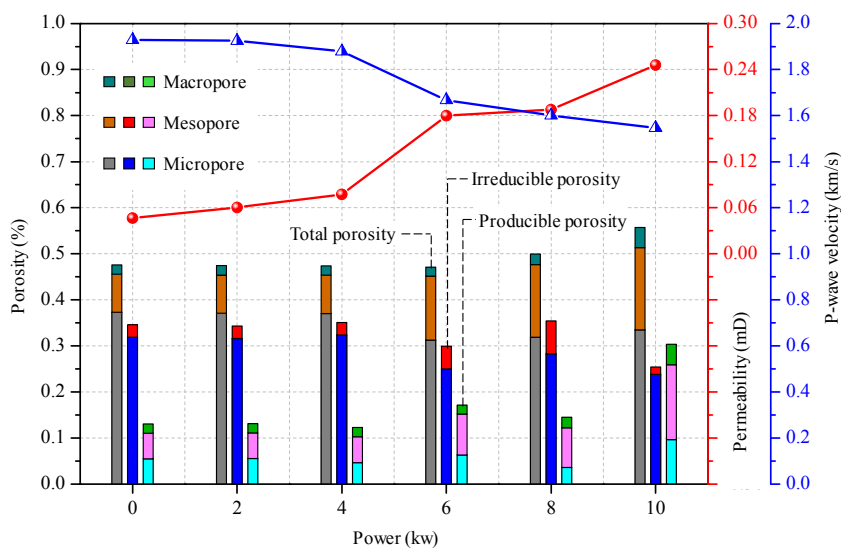 1.0
0.9
0.8
0.7
0.6
0.5
0.4
0.3
0.2
0.1
0.0
Porosity (%)
Macropore
Mesopore
Micropore
Total porosity
Irreducible porosity
Producible porosity
0 2 4 6 8 10
Power (kw)
0.30
0.24
0.18
0.12
0.06
0.00
Permeability (mD)
2.0
1.8
1.6
1.4
1.2
1.0
0.8
0.6
0.4
0.2
0.0
P-wave velocity (km/s)